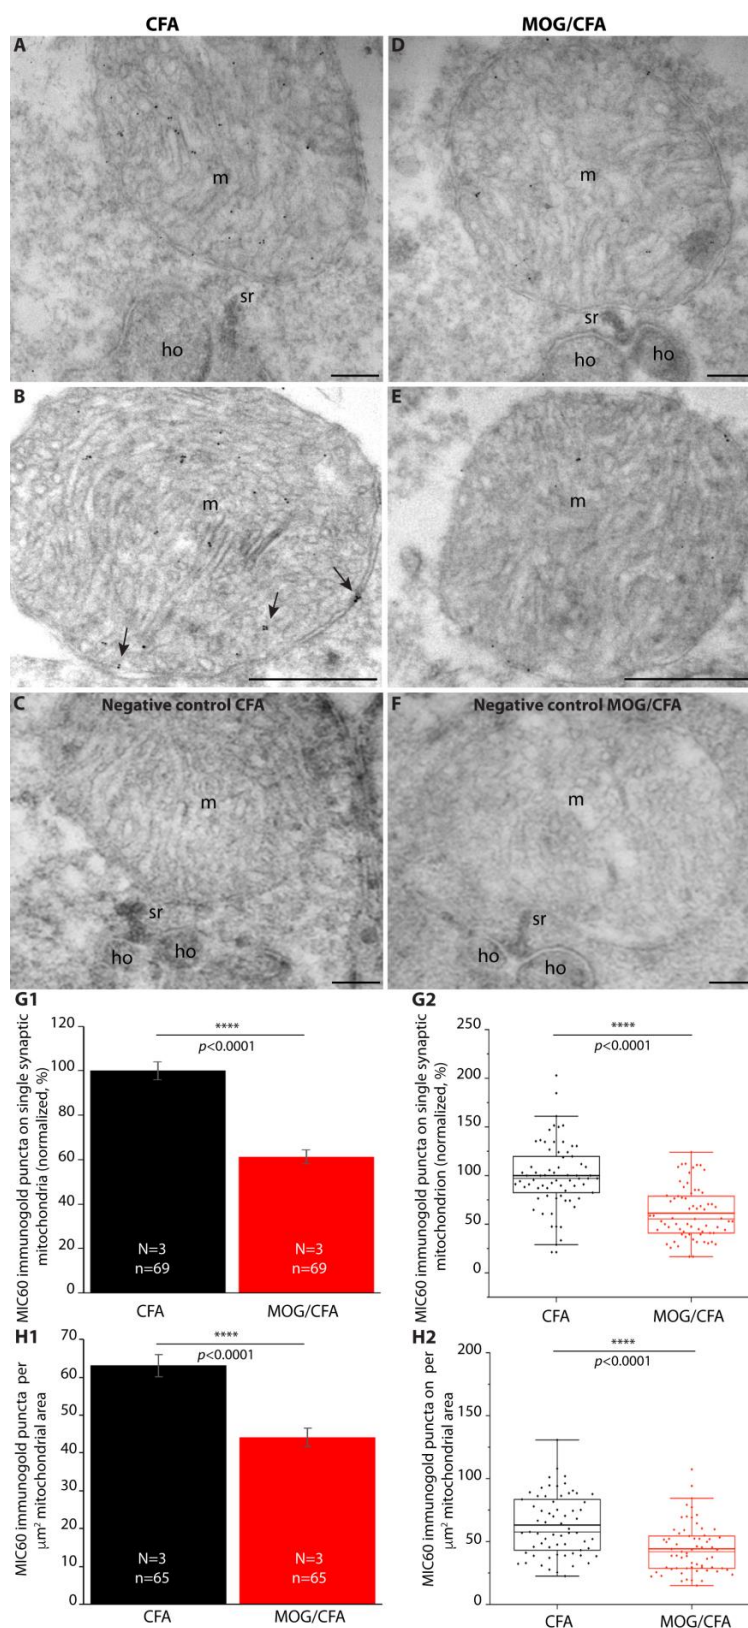 CFA
MOG/CFA
A
m
sr
ho
D
m
sr
ho
ho
B
m
E
m
C
Negative control CFA
m
sr
ho
ho
F
Negative control MOG/CFA
m
sr
ho
ho
G1
MIC60 immunogold puncta on single synaptic
mitochondria (normalized, %)
120
100
80
60
40
20
0
****
p<0.0001
N=3
n=69
N=3
n=69
CFA
MOG/CFA
G2
MIC60 immunogold puncta on single synaptic
mitochondrion (normalized, %)
250
200
150
100
50
0
****
p<0.0001
CFA
MOG/CFA
H1
MIC60 immunogold puncta per
μm² mitochondrial area
70
60
50
40
30
20
10
0
****
p<0.0001
N=3
n=65
N=3
n=65
CFA
MOG/CFA
H2
MIC60 immunogold puncta on per
μm² mitochondrial area
200
150
100
50
0
****
p<0.0001
CFA
MOG/CFA